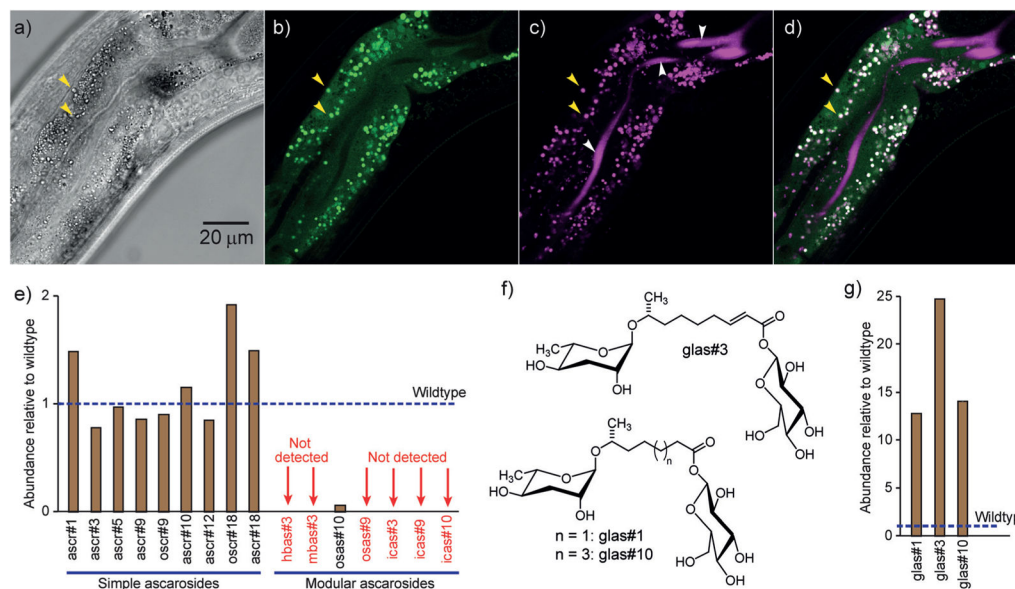 a)
b)
c)
d)
20 μm
e)
Abundance relative to wildtype
2
1
0
Wildtype
Not
detected
Not detected
ascr#1
ascr#3
ascr#5
ascr#9
oscr#9
ascr#10
ascr#12
oscr#18
ascr#18
hbas#3
mbas#3
osas#10
osas#9
icas#3
icas#9
icas#10
Simple ascarosides
Modular ascarosides
f)
CH₃
O
O
H₃C
O
O
HO
OH
glas#3
O
O
OH
HO
HO
OH
CH₃
O
n
O
H₃C
O
O
HO
OH
O
O
OH
HO
HO
OH
n = 1: glas#1
n = 3: glas#10
g)
Abundance relative to wildtype
25
20
15
10
5
0
Wildtype
glas#1
glas#3
glas#10